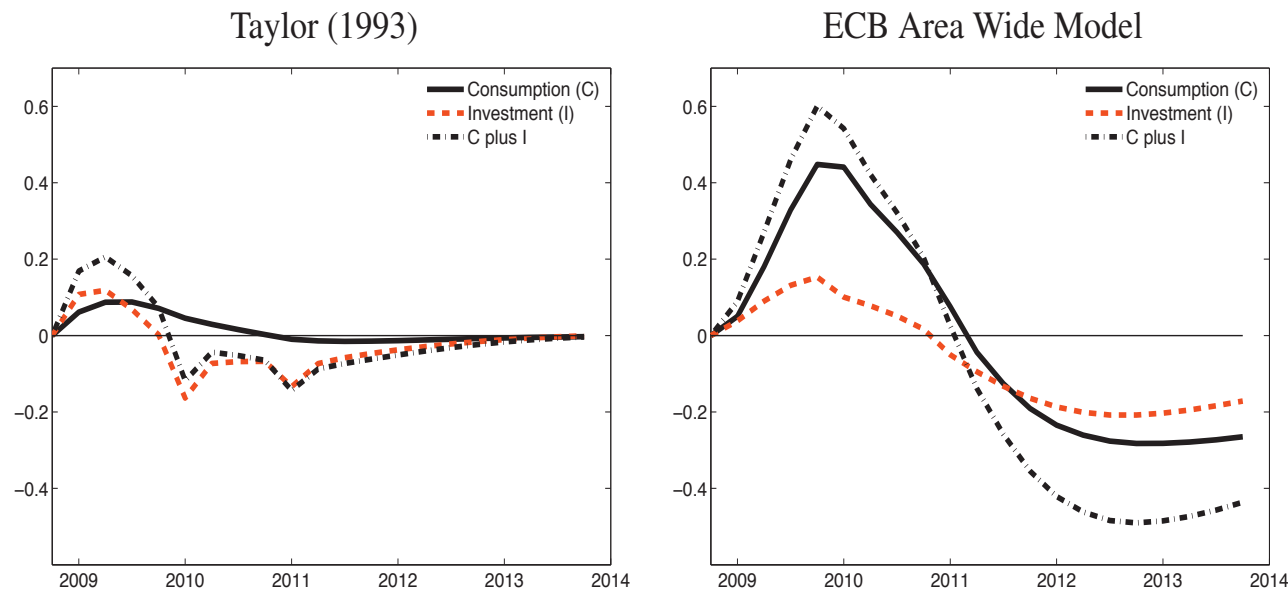 Taylor (1993)
Consumption (C)
Investment (I)
C plus I
0.6
0.4
0.2
0
−0.2
−0.4
2009 2010 2011 2012 2013 2014
ECB Area Wide Model
Consumption (C)
Investment (I)
C plus I
0.6
0.4
0.2
0
−0.2
−0.4
2009 2010 2011 2012 2013 2014